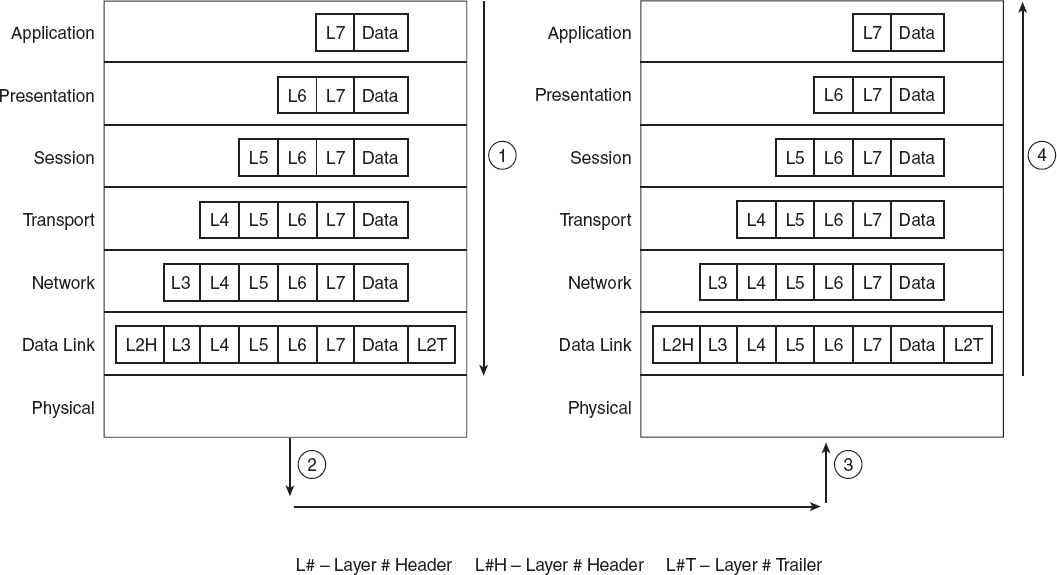 Application L7 Data Application L7 Data
Presentation L6 L7 Data Presentation L6 L7 Data
Session L5 L6 L7 Data 1 Session L5 L6 L7 Data 4
Transport L4 L5 L6 L7 Data Transport L4 L5 L6 L7 Data
Network L3 L4 L5 L6 L7 Data Network L3 L4 L5 L6 L7 Data
Data Link L2H L3 L4 L5 L6 L7 Data L2T Data Link L2H L3 L4 L5 L6 L7 Data L2T
Physical Physical
2 3
L# – Layer # Header L#H – Layer # Header L#T – Layer # Trailer